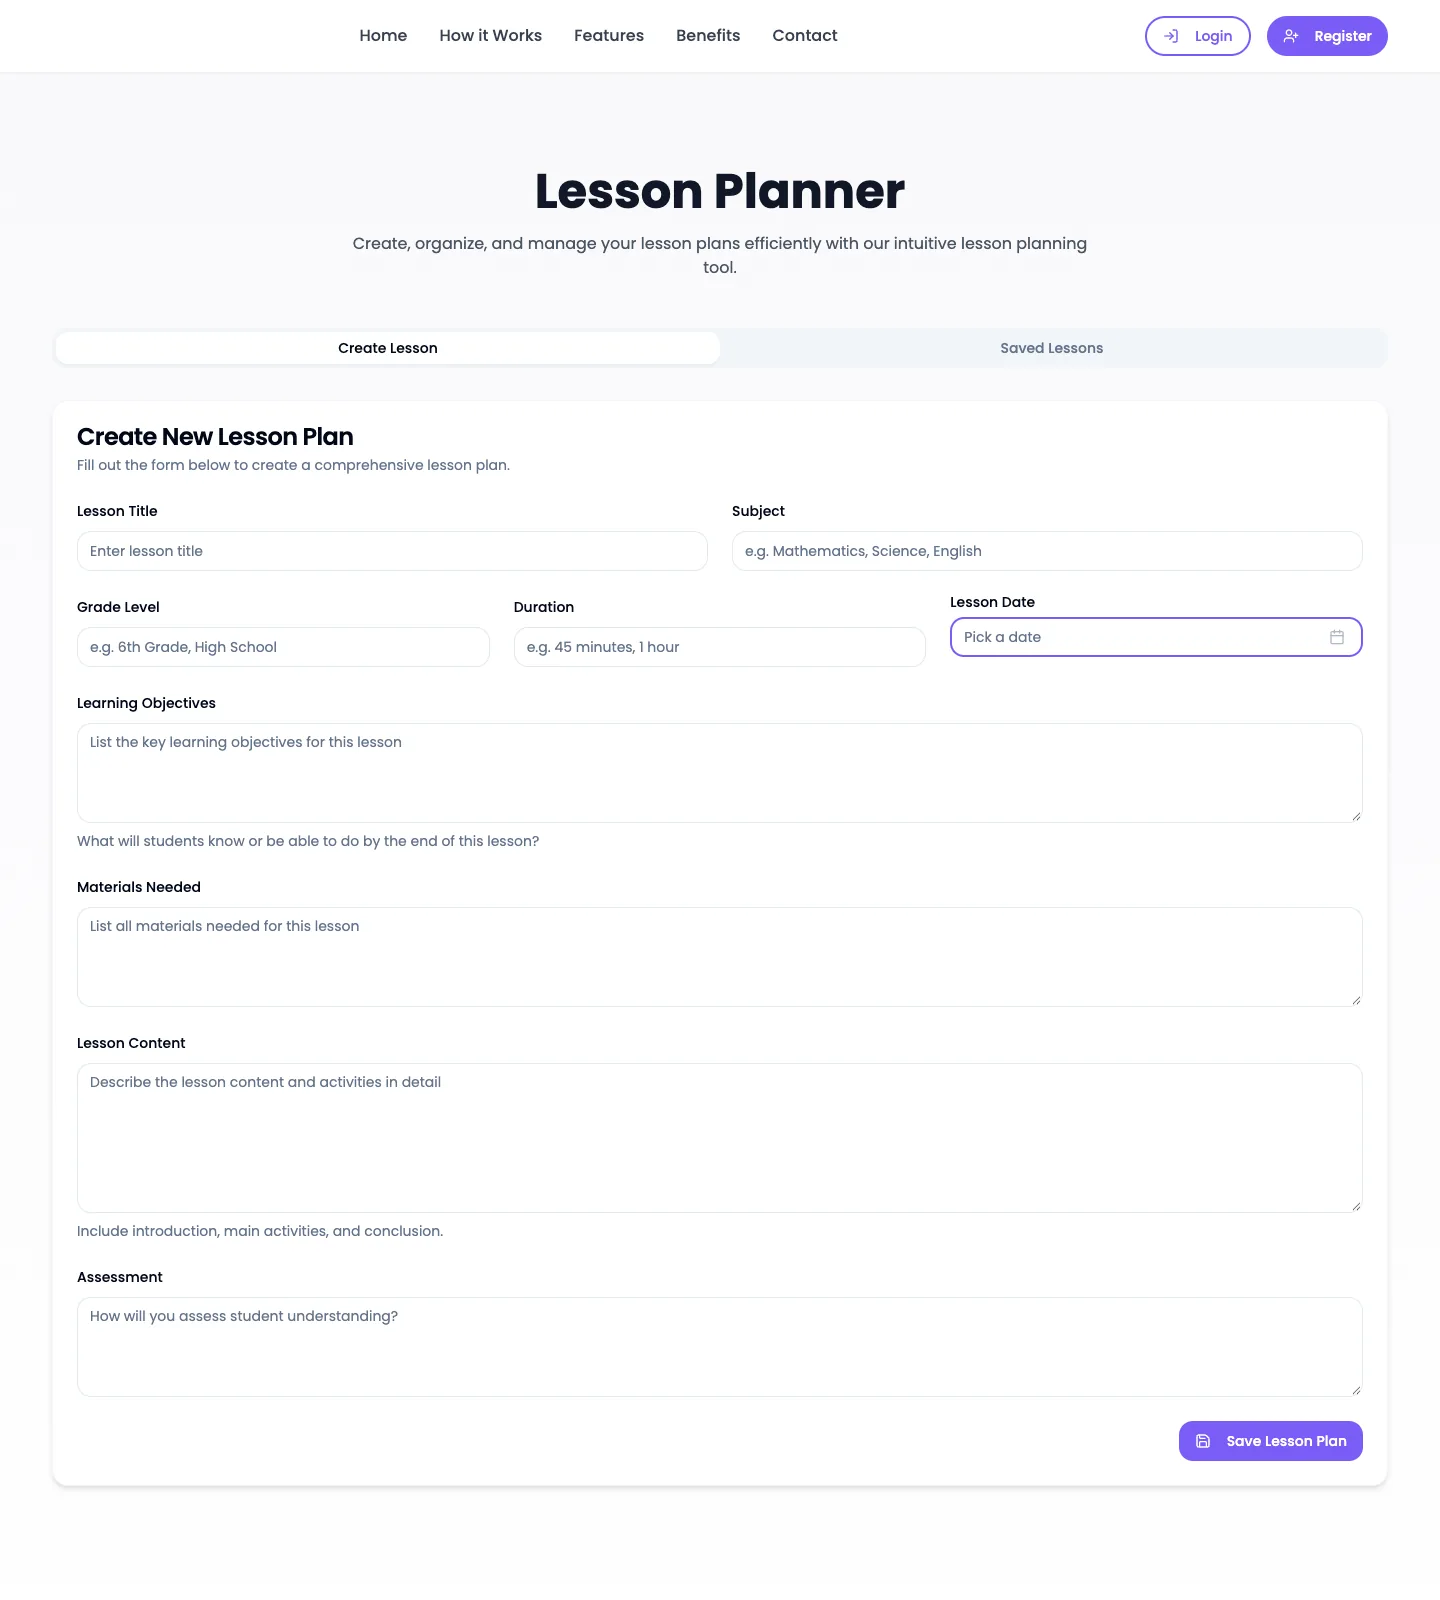 Home
How it Works
Features
Benefits
Contact
Login
Register
Lesson Planner
Create, organize, and manage your lesson plans efficiently with our intuitive lesson planning
tool.
Create Lesson
Saved Lessons
Create New Lesson Plan
Fill out the form below to create a comprehensive lesson plan.
Lesson Title
Enter lesson title
Subject
e.g. Mathematics, Science, English
Grade Level
e.g. 6th Grade, High School
Duration
e.g. 45 minutes, 1 hour
Lesson Date
Pick a date
Learning Objectives
List the key learning objectives for this lesson
What will students know or be able to do by the end of this lesson?
Materials Needed
List all materials needed for this lesson
Lesson Content
Describe the lesson content and activities in detail
Include introduction, main activities, and conclusion.
Assessment
How will you assess student understanding?
Save Lesson Plan